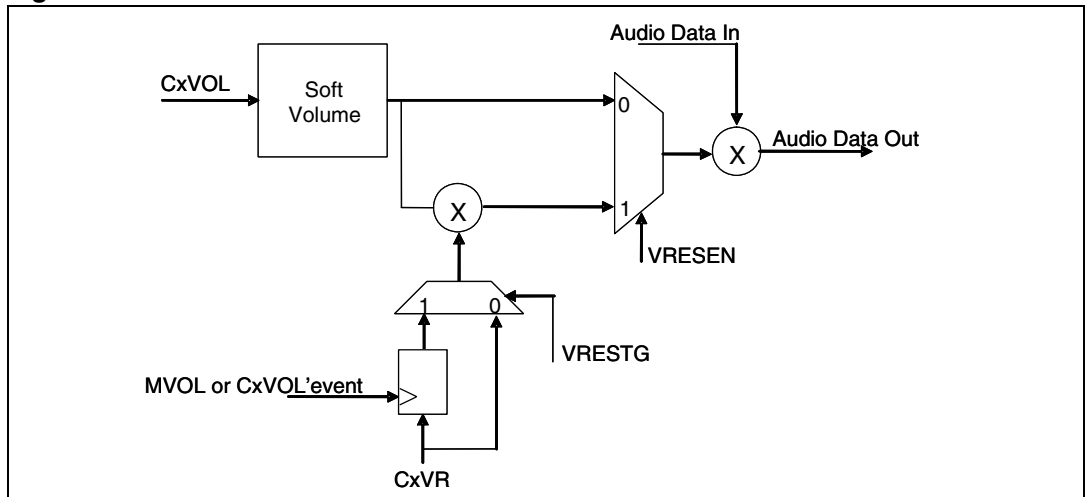 Audio Data In
CxVOL
Soft
Volume
0
X
Audio Data Out
X
1
VRESEN
1
0
VRESTG
MVOL or CxVOL'event
CxVR